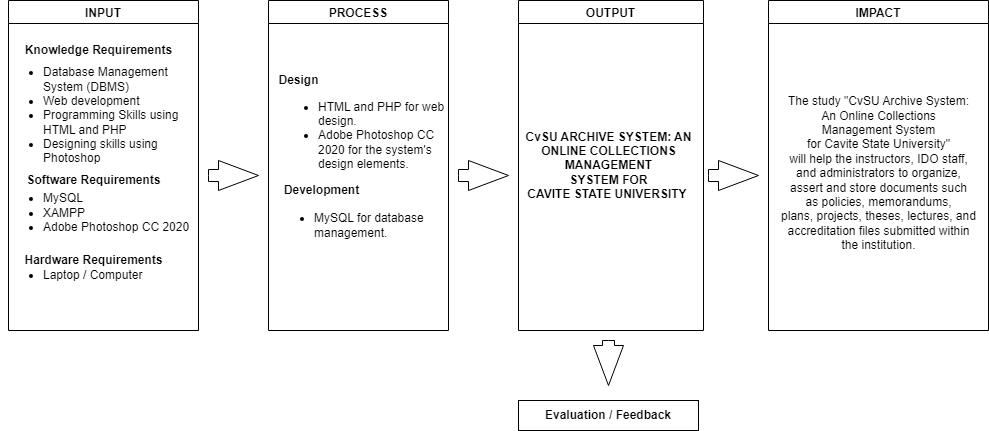 INPUT
Knowledge Requirements
Database Management
System (DBMS)
Web development
Programming Skills using
HTML and PHP
Designing skills using
Photoshop
Software Requirements
MySQL
XAMPP
Adobe Photoshop CC 2020
Hardware Requirements
Laptop / Computer
PROCESS
Design
HTML and PHP for web
design.
Adobe Photoshop CC
2020 for the system's
design elements.
Development
MySQL for database
management.
OUTPUT
CvSU ARCHIVE SYSTEM: AN
ONLINE COLLECTIONS
MANAGEMENT
SYSTEM FOR
CAVITE STATE UNIVERSITY
IMPACT
The study "CvSU Archive System:
An Online Collections
Management System
for Cavite State University"
will help the instructors, IDO staff,
and administrators to organize,
assert and store documents such
as policies, memorandums,
plans, projects, theses, lectures, and
accreditation files submitted within
the institution.
Evaluation / Feedback